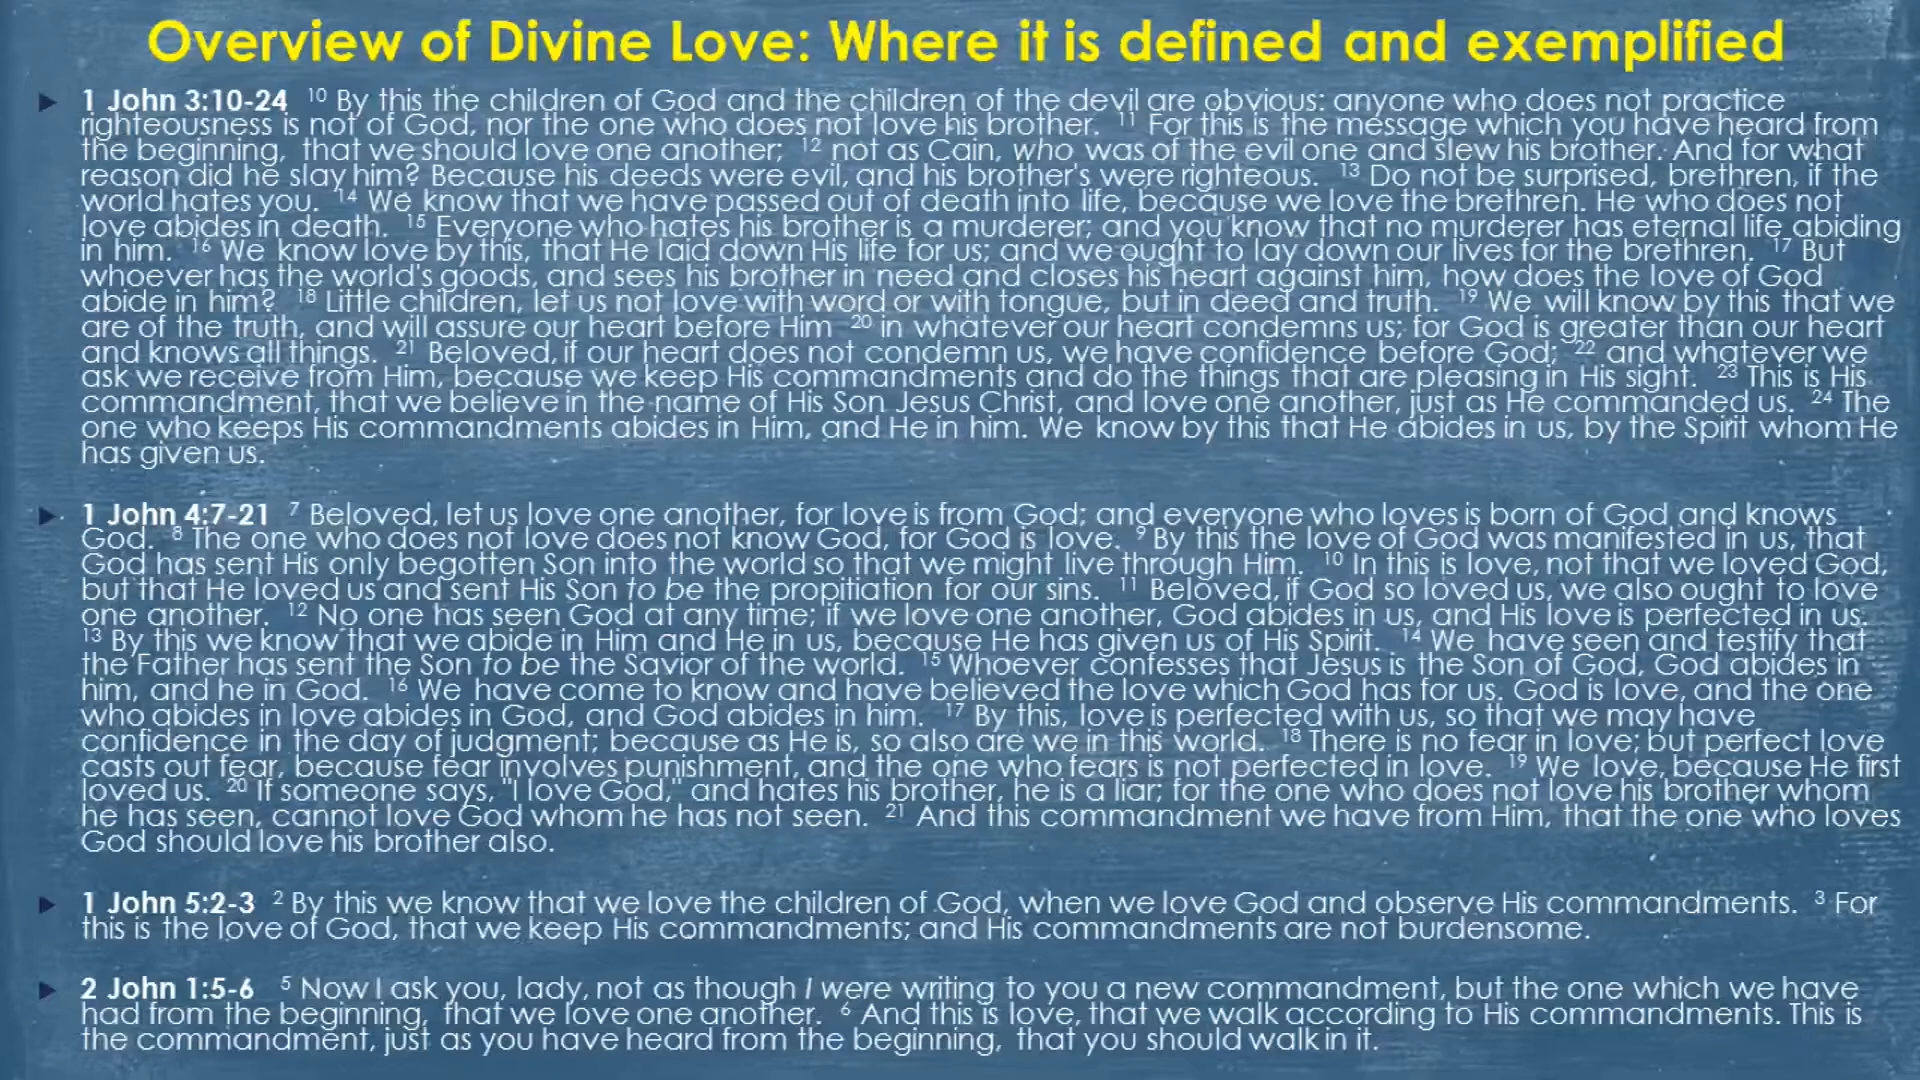 Overview of Divine Love: Where it is defined and exemplified
1 John 3:10-24 10 By this the children of God and the children of the devil are obvious: anyone who does not practice
righteousness is not of God, nor the one who does not love his brother. 11 For this is the message which you have heard from
the beginning, that we should love one another; 12 not as Cain, who was of the evil one and slew his brother. And for what
reason did he slay him? Because his deeds were evil, and his brother's were righteous. 13 Do not be surprised, brethren, if the
world hates you. 14 We know that we have passed out of death into life, because we love the brethren. He who does not
love abides in death. 15 Everyone who hates his brother is a murderer; and you know that no murderer has eternal life abiding
in him. 16 We know love by this, that He laid down His life for us; and we ought to lay down our lives for the brethren. 17 But
whoever has the world's goods, and sees his brother in need and closes his heart against him, how does the love of God
abide in him? 18 Little children, let us not love with word or with tongue, but in deed and truth. 19 We will know by this that we
are of the truth, and will assure our heart before Him 20 in whatever our heart condemns us; for God is greater than our heart
and knows all things. 21 Beloved, if our heart does not condemn us, we have confidence before God; 22 and whatever we
ask we receive from Him, because we keep His commandments and do the things that are pleasing in His sight. 23 This is His
commandment, that we believe in the name of His Son Jesus Christ, and love one another, just as He commanded us. 24 The
one who keeps His commandments abides in Him, and He in him. We know by this that He abides in us, by the Spirit whom He
has given us.
1 John 4:7-21 7 Beloved, let us love one another, for love is from God; and everyone who loves is born of God and knows
God. 8 The one who does not love does not know God, for God is love. 9 By this the love of God was manifested in us, that
God has sent His only begotten Son into the world so that we might live through Him. 10 In this is love, not that we loved God,
but that He loved us and sent His Son to be the propitiation for our sins. 11 Beloved, if God so loved us, we also ought to love
one another. 12 No one has seen God at any time; if we love one another, God abides in us, and His love is perfected in us.
13 By this we know that we abide in Him and He in us, because He has given us of His Spirit. 14 We have seen and testify that
the Father has sent the Son to be the Savior of the world. 15 Whoever confesses that Jesus is the Son of God, God abides in
him, and he in God. 16 We have come to know and have believed the love which God has for us. God is love, and the one
who abides in love abides in God, and God abides in him. 17 By this, love is perfected with us, so that we may have
confidence in the day of judgment; because as He is, so also are we in this world. 18 There is no fear in love; but perfect love
casts out fear, because fear involves punishment, and the one who fears is not perfected in love. 19 We love, because He first
loved us. 20 If someone says, "I love God," and hates his brother, he is a liar; for the one who does not love his brother whom
he has seen, cannot love God whom he has not seen. 21 And this commandment we have from Him, that the one who loves
God should love his brother also.
1 John 5:2-3 2 By this we know that we love the children of God, when we love God and observe His commandments. 3 For
this is the love of God, that we keep His commandments; and His commandments are not burdensome.
2 John 1:5-6 5 Now I ask you, lady, not as though I were writing to you a new commandment, but the one which we have
had from the beginning, that we love one another. 6 And this is love, that we walk according to His commandments. This is
the commandment, just as you have heard from the beginning, that you should walk in it.